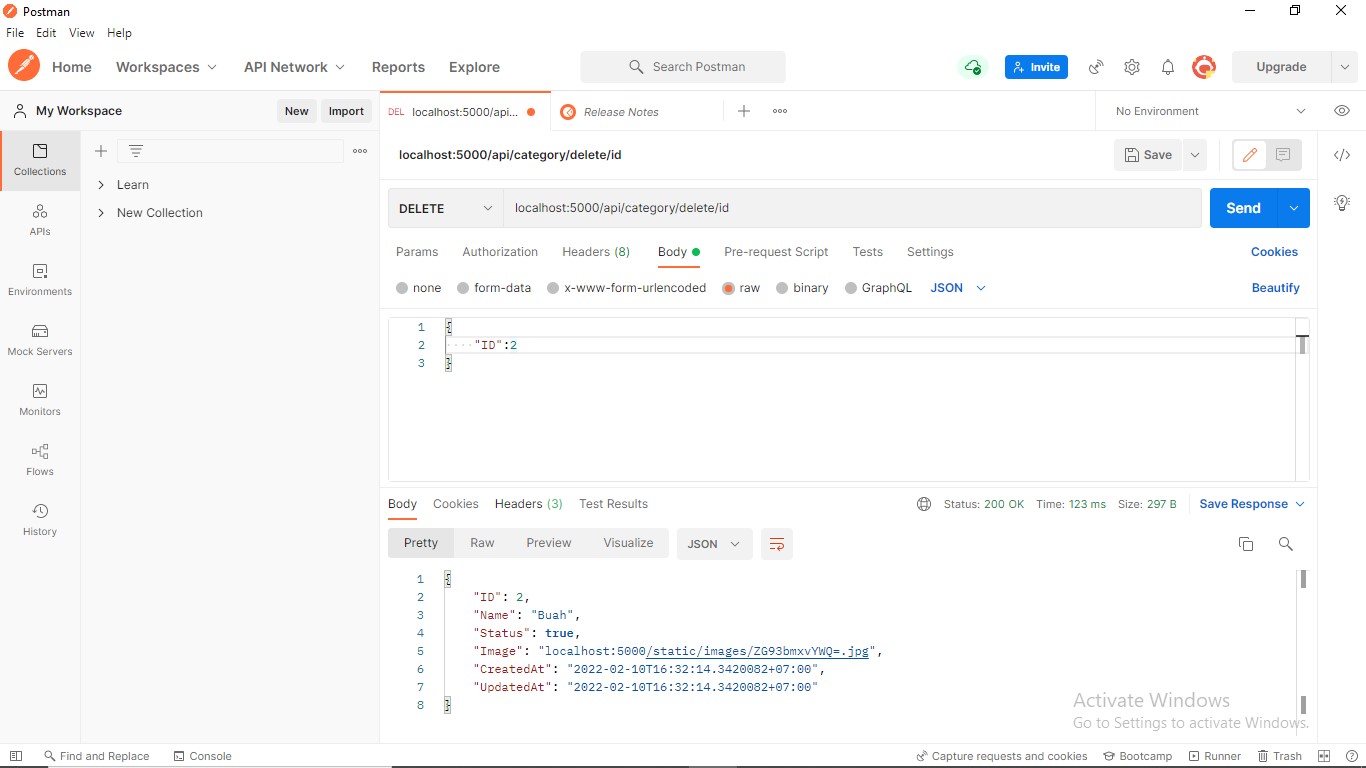 Postman
File Edit View Help
Home Workspaces API Network Reports Explore Search Postman Invite Upgrade
My Workspace New Import DEL localhost:5000/api... Release Notes No Environment
Collections
localhost:5000/api/category/delete/id Save
Learn
New Collection
DELETE localhost:5000/api/category/delete/id Send
APIs
Params Authorization Headers (8) Body Pre-request Script Tests Settings Cookies
Environments
none form-data x-www-form-urlencoded raw binary GraphQL JSON Beautify
1 {
2 "ID":2
3 }
Mock Servers
Monitors
Flows
History
Body Cookies Headers (3) Test Results Status: 200 OK Time: 123 ms Size: 297 B Save Response
Pretty Raw Preview Visualize JSON
1 {
2 "ID": 2,
3 "Name": "Buah",
4 "Status": true,
5 "Image": "localhost:5000/static/images/ZG93bmxvYWQ=.jpg",
6 "CreatedAt": "2022-02-10T16:32:14.3420082+07:00",
7 "UpdatedAt": "2022-02-10T16:32:14.3420082+07:00"
8 }
Activate Windows
Go to Settings to activate Windows.
Find and Replace Console Capture requests and cookies Bootcamp Runner Trash